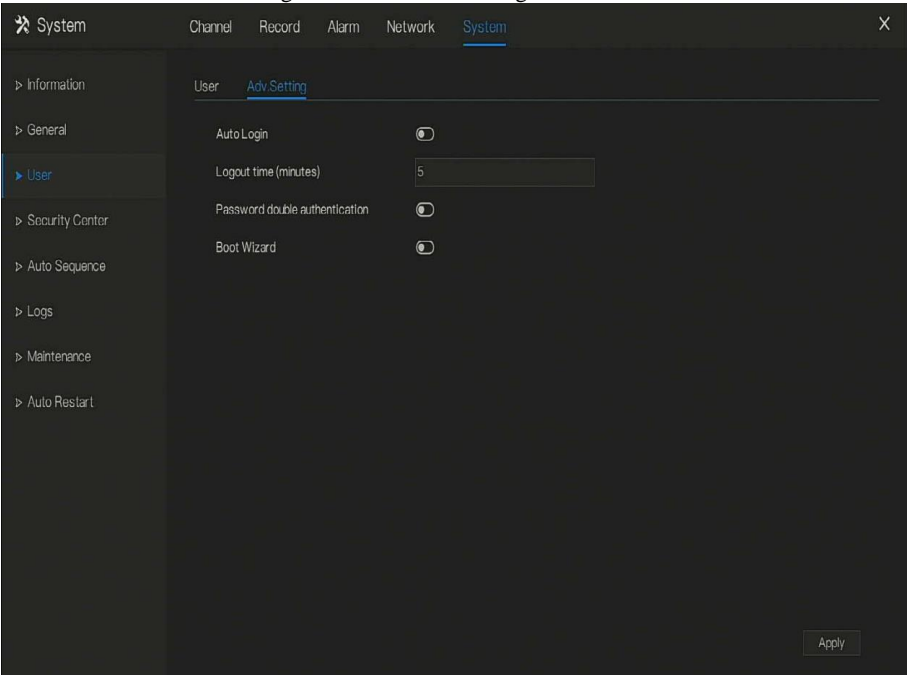 System
Channel Record Alarm Network System
X
Information
General
User
Security Center
Auto Sequence
Logs
Maintenance
Auto Restart
User Adv.Setting
Auto Login
Logout time (minutes) 5
Password double authentication
Boot Wizard
Apply